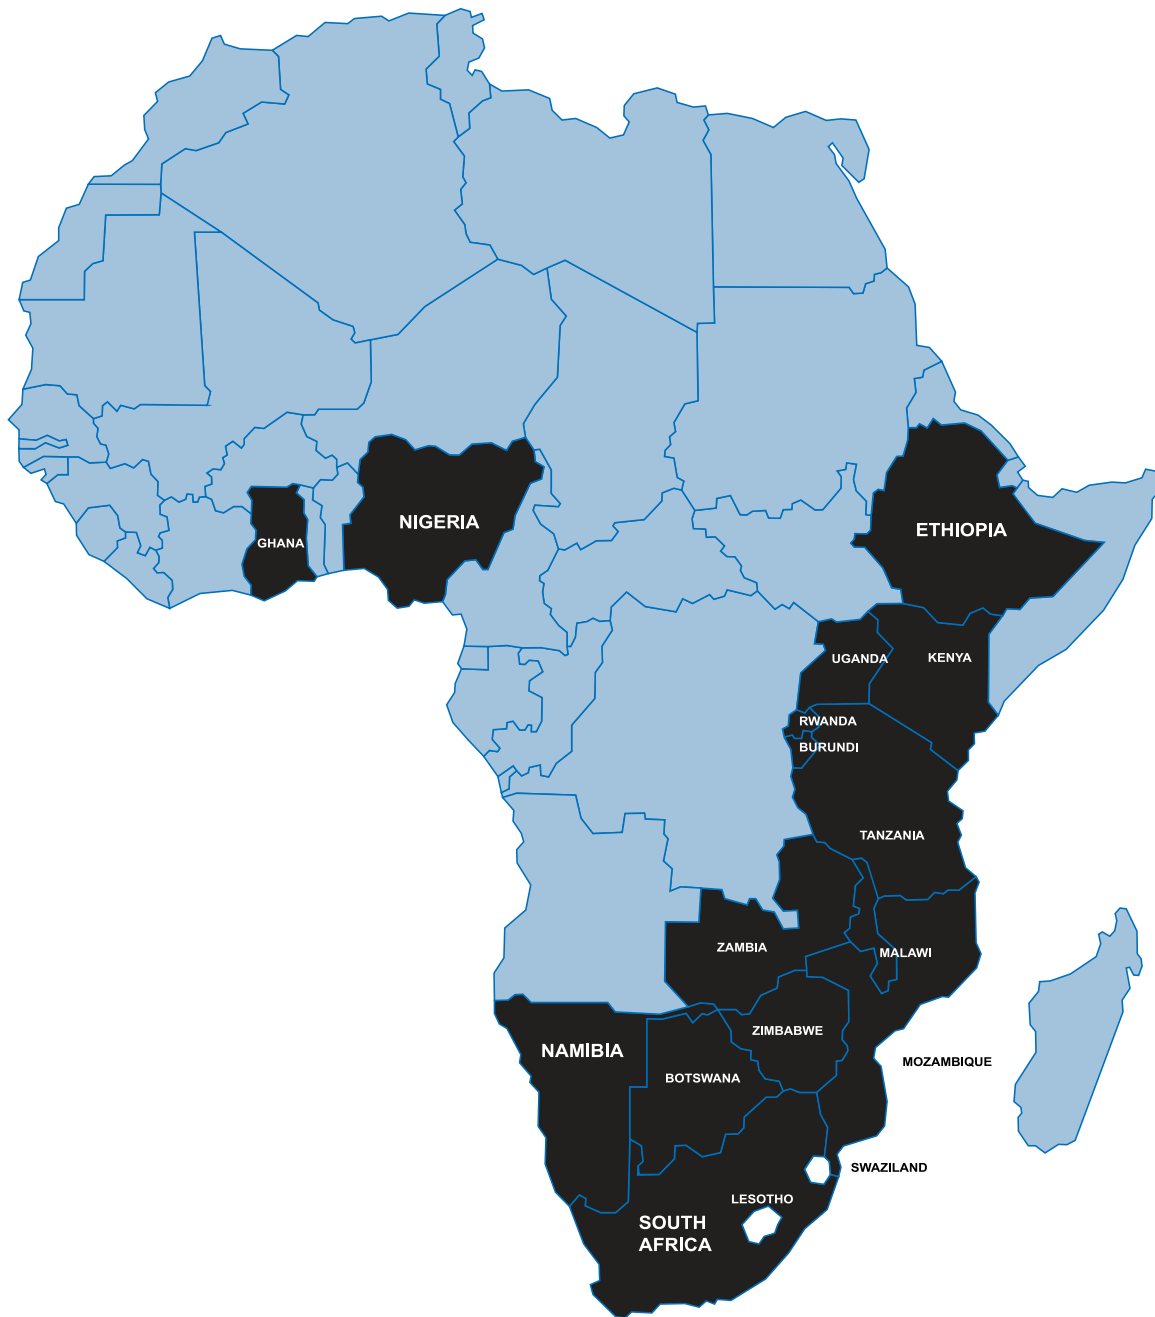 NIGERIA
ETHIOPIA
GHANA
UGANDA
KENYA
RWANDA
BURUNDI
TANZANIA
ZAMBIA
MALAWI
ZIMBABWE
NAMIBIA
MOZAMBIQUE
BOTSWANA
SWAZILAND
LESOTHO
SOUTH
AFRICA